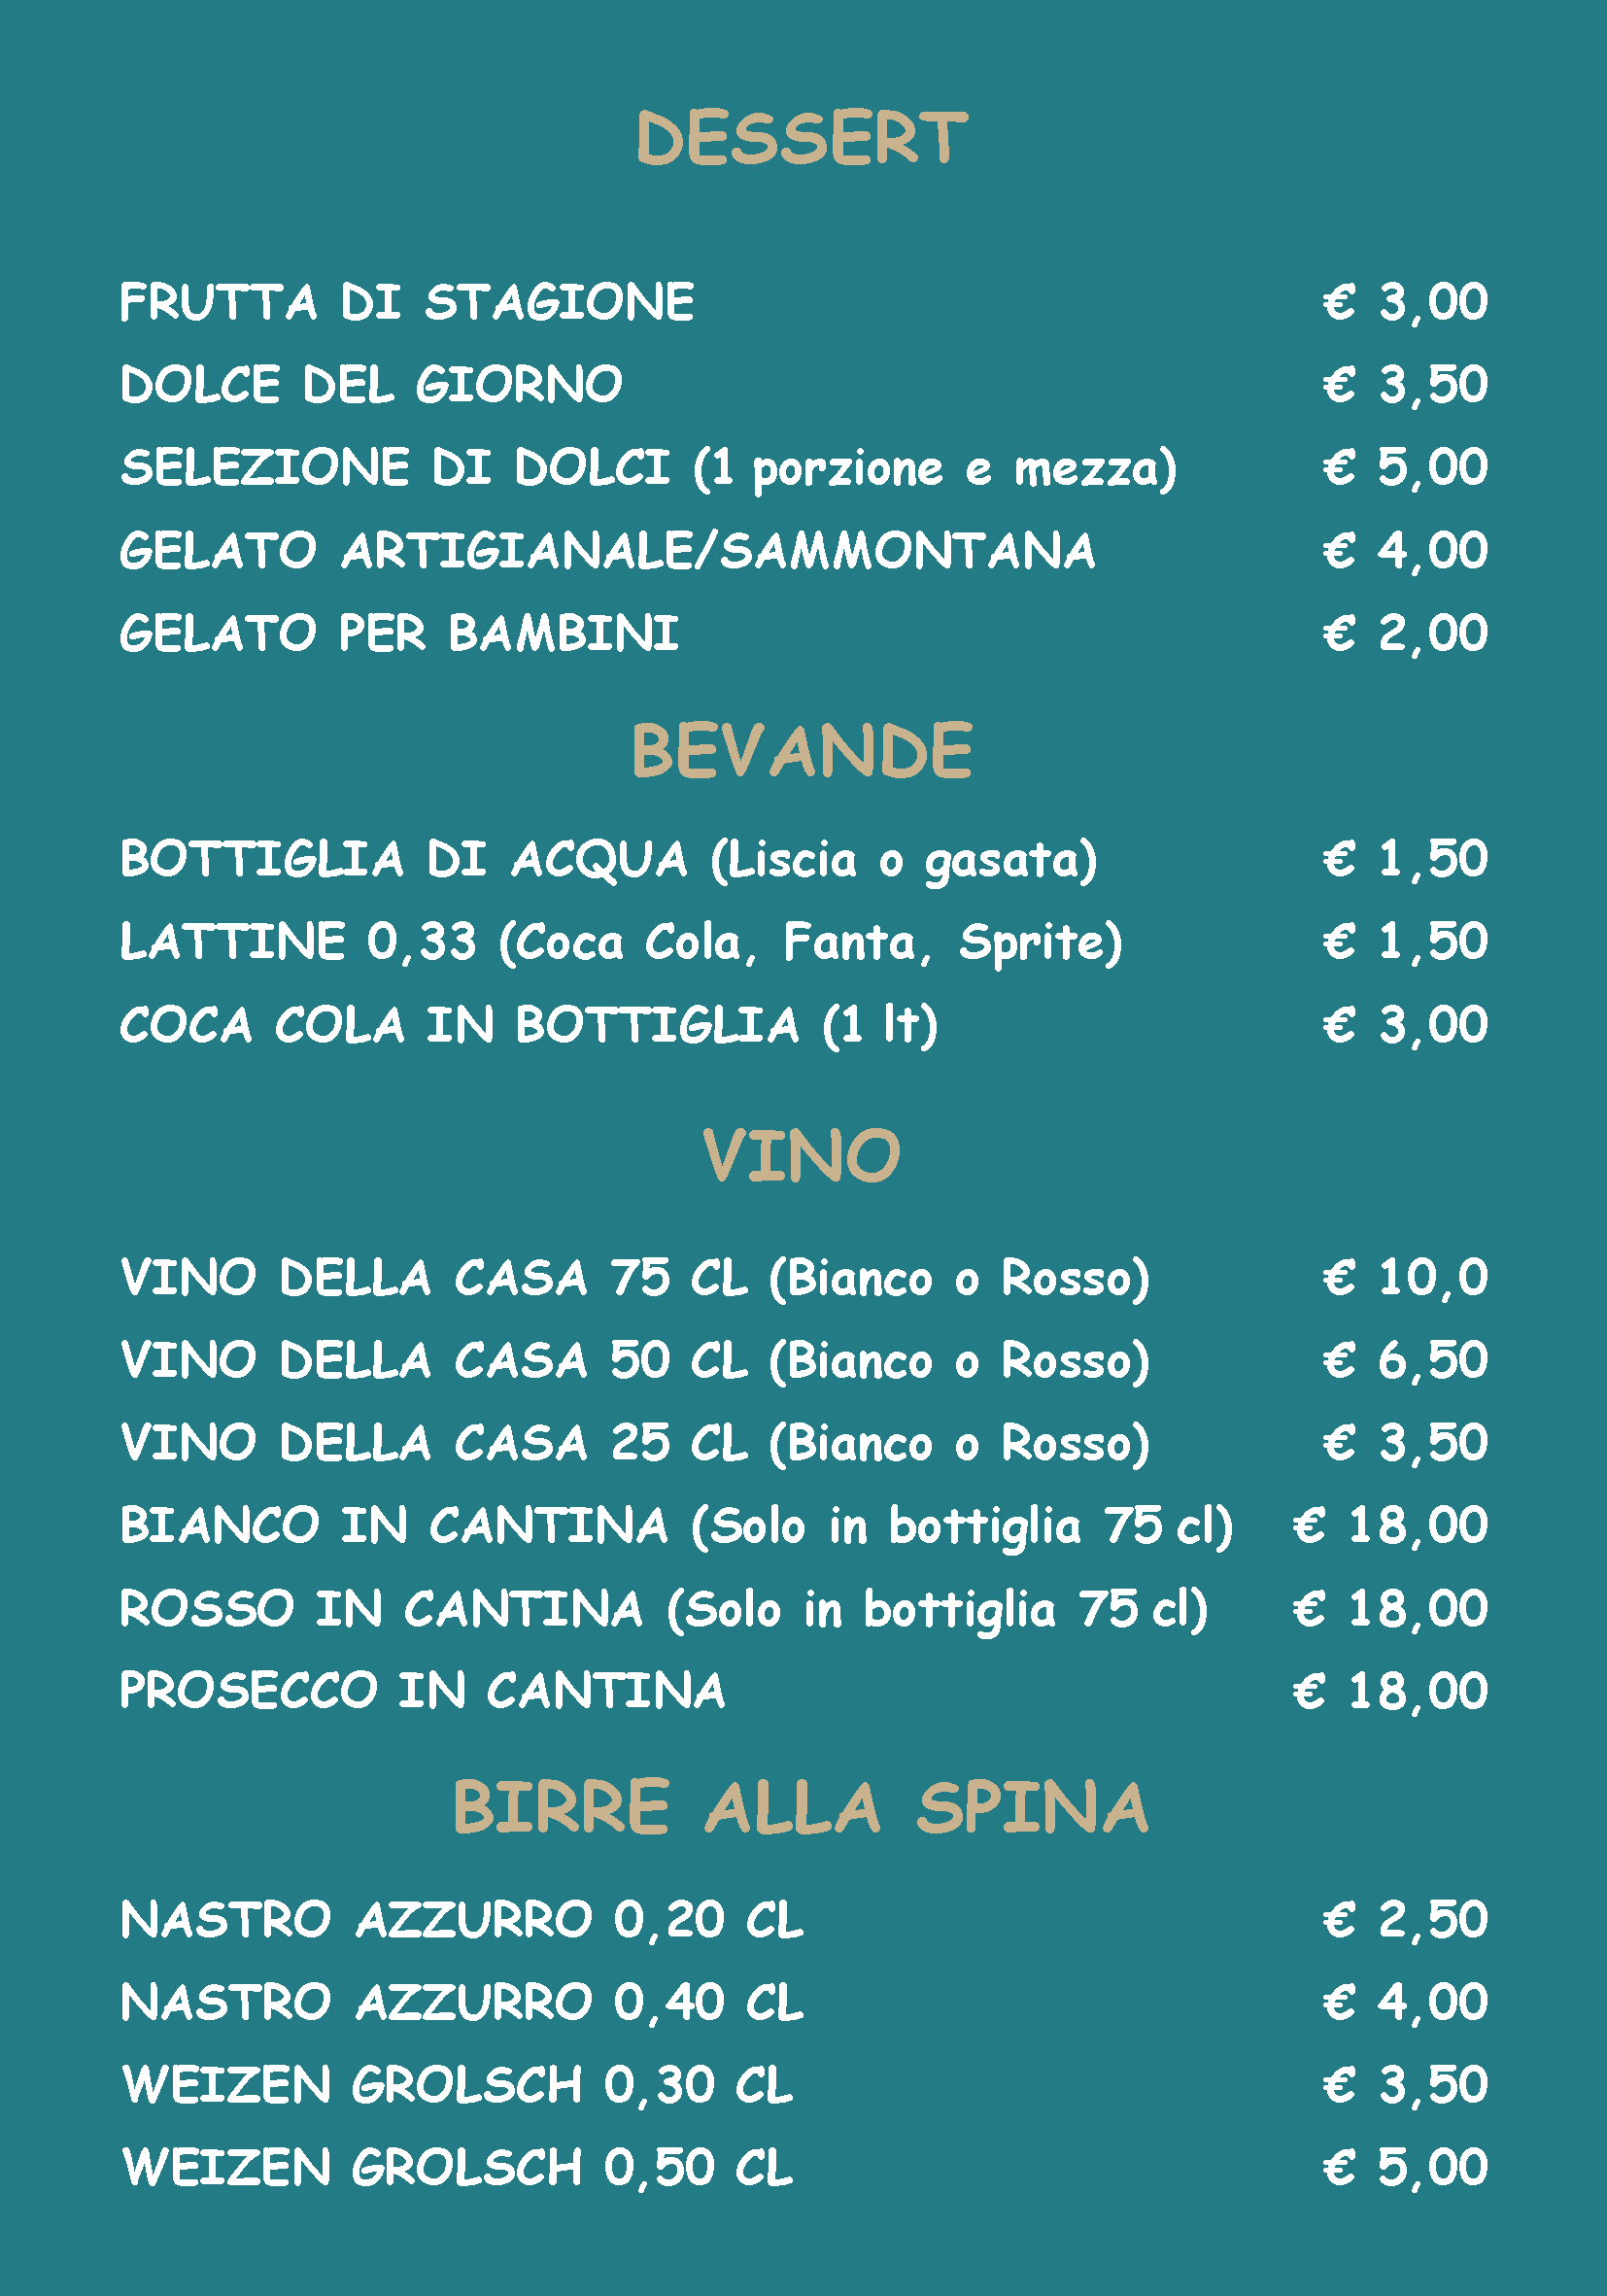 DESSERT
FRUTTA DI STAGIONE € 3,00
DOLCE DEL GIORNO € 3,50
SELEZIONE DI DOLCI (1 porzione e mezza) € 5,00
GELATO ARTIGIANALE/SAMMONTANA € 4,00
GELATO PER BAMBINI € 2,00
BEVANDE
BOTTIGLIA DI ACQUA (Liscia o gasata) € 1,50
LATTINE 0,33 (Coca Cola, Fanta, Sprite) € 1,50
COCA COLA IN BOTTIGLIA (1 lt) € 3,00
VINO
VINO DELLA CASA 75 CL (Bianco o Rosso) € 10,0
VINO DELLA CASA 50 CL (Bianco o Rosso) € 6,50
VINO DELLA CASA 25 CL (Bianco o Rosso) € 3,50
BIANCO IN CANTINA (Solo in bottiglia 75 cl) € 18,00
ROSSO IN CANTINA (Solo in bottiglia 75 cl) € 18,00
PROSECCO IN CANTINA € 18,00
BIRRE ALLA SPINA
NASTRO AZZURRO 0,20 CL € 2,50
NASTRO AZZURRO 0,40 CL € 4,00
WEIZEN GROLSCH 0,30 CL € 3,50
WEIZEN GROLSCH 0,50 CL € 5,00